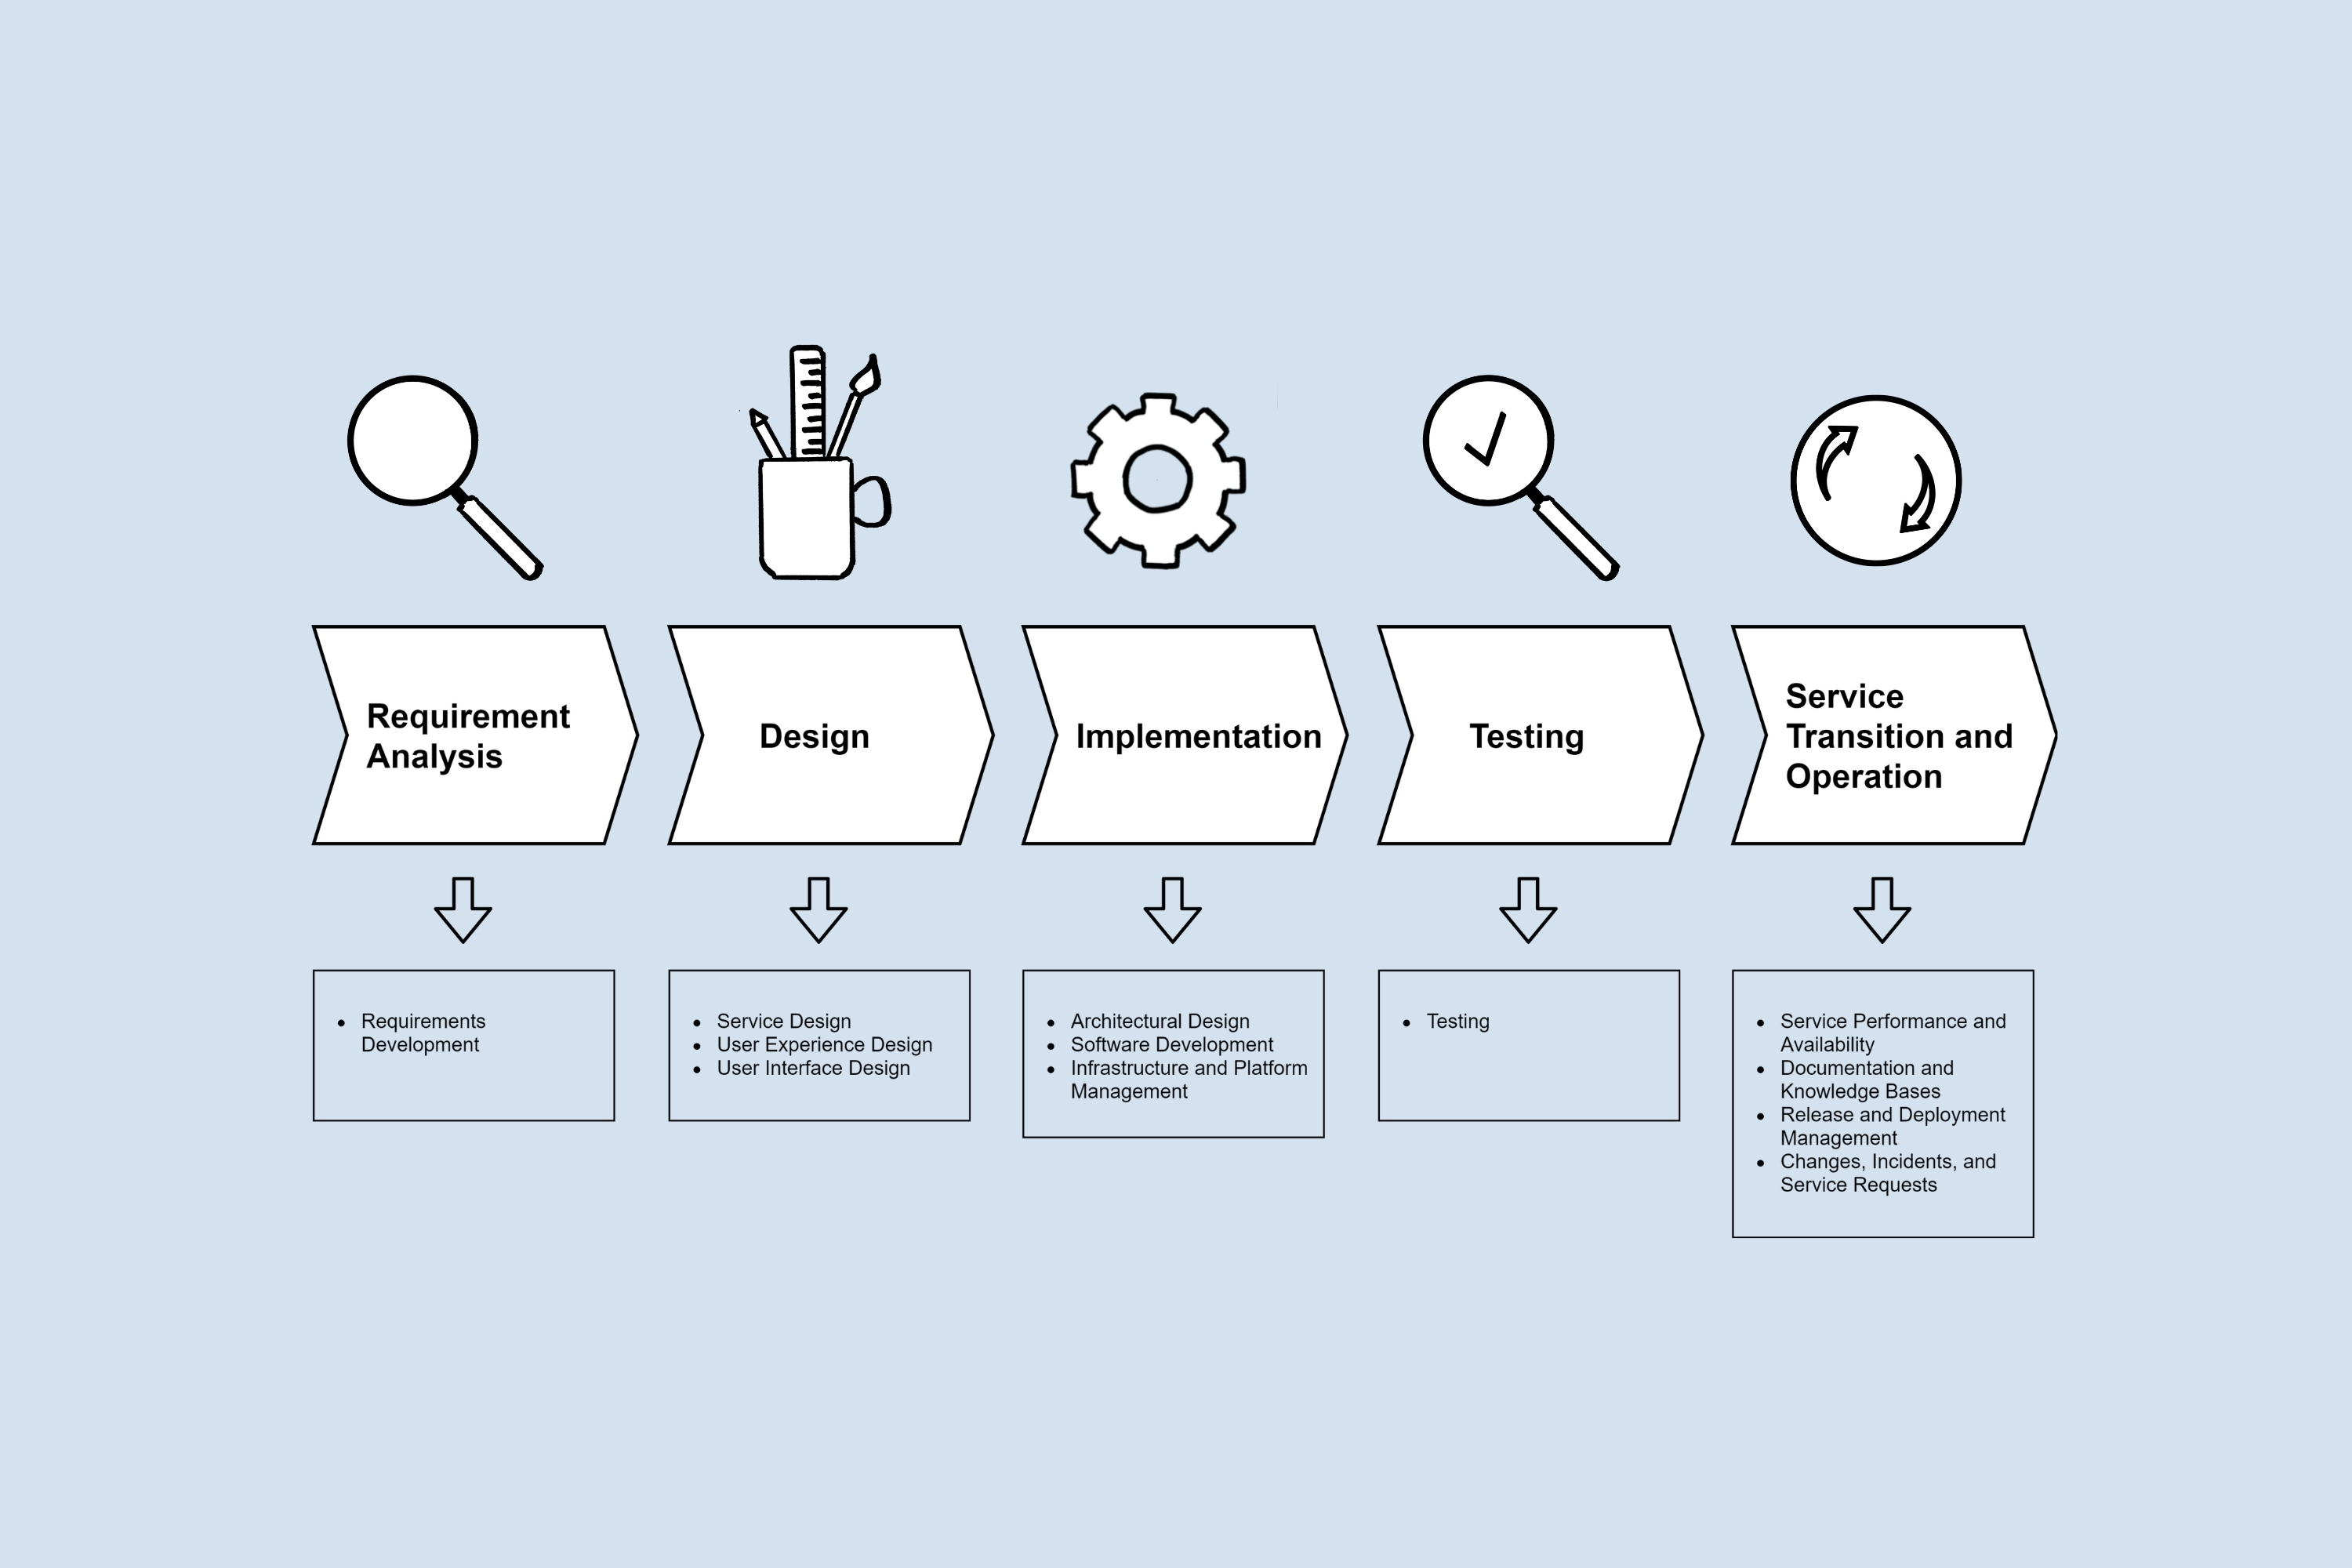 Requirement
Analysis
Design
Implementation
Testing
Service
Transition and
Operation
Requirements
Development
Service Design
User Experience Design
User Interface Design
Architectural Design
Software Development
Infrastructure and Platform
Management
Testing
Service Performance and
Availability
Documentation and
Knowledge Bases
Release and Deployment
Management
Changes, Incidents, and
Service Requests